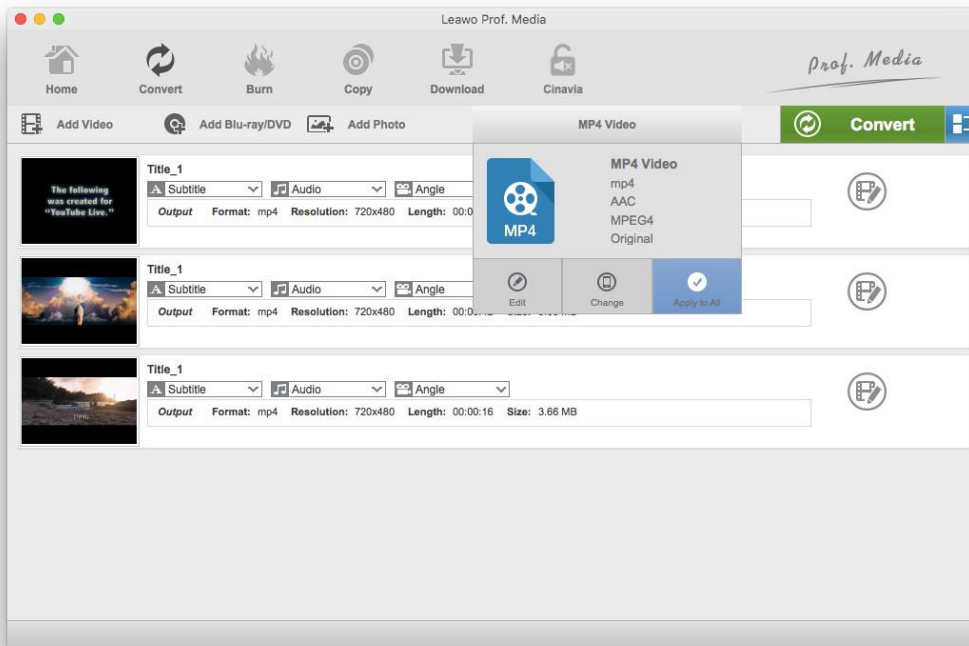 Leawo Prof. Media
Home Convert Burn Copy Download Cinavia
Prof. Media
Add Video Add Blu-ray/DVD Add Photo MP4 Video Convert
The following
was created for
"YouTube Live."
Title_1
A Subtitle Audio Angle
Output Format: mp4 Resolution: 720x480 Length: 00:0
MP4
MP4 Video
mp4
AAC
MPEG4
Original
Edit Change Apply to All
Title_1
A Subtitle Audio Angle
Output Format: mp4 Resolution: 720x480
Title_1
A Subtitle Audio Angle
Output Format: mp4 Resolution: 720x480 Length: 00:00:16 Size: 3.66 MB